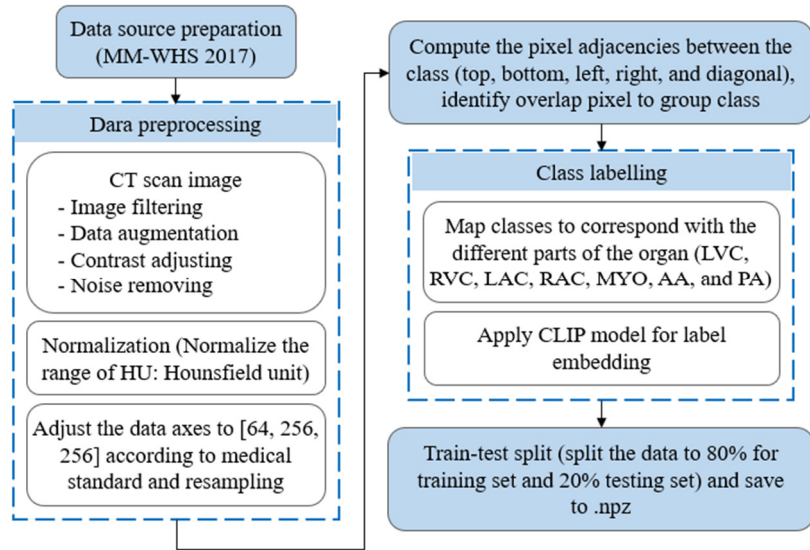 Data source preparation
(MM-WHS 2017)
Dara preprocessing
CT scan image
- Image filtering
- Data augmentation
- Contrast adjusting
- Noise removing
Normalization (Normalize the
range of HU: Hounsfield unit)
Adjust the data axes to [64, 256,
256] according to medical
standard and resampling
Compute the pixel adjacencies between the
class (top, bottom, left, right, and diagonal),
identify overlap pixel to group class
Class labelling
Map classes to correspond with the
different parts of the organ (LVC,
RVC, LAC, RAC, MYO, AA, and PA)
Apply CLIP model for label
embedding
Train-test split (split the data to 80% for
training set and 20% testing set) and save
to .npz